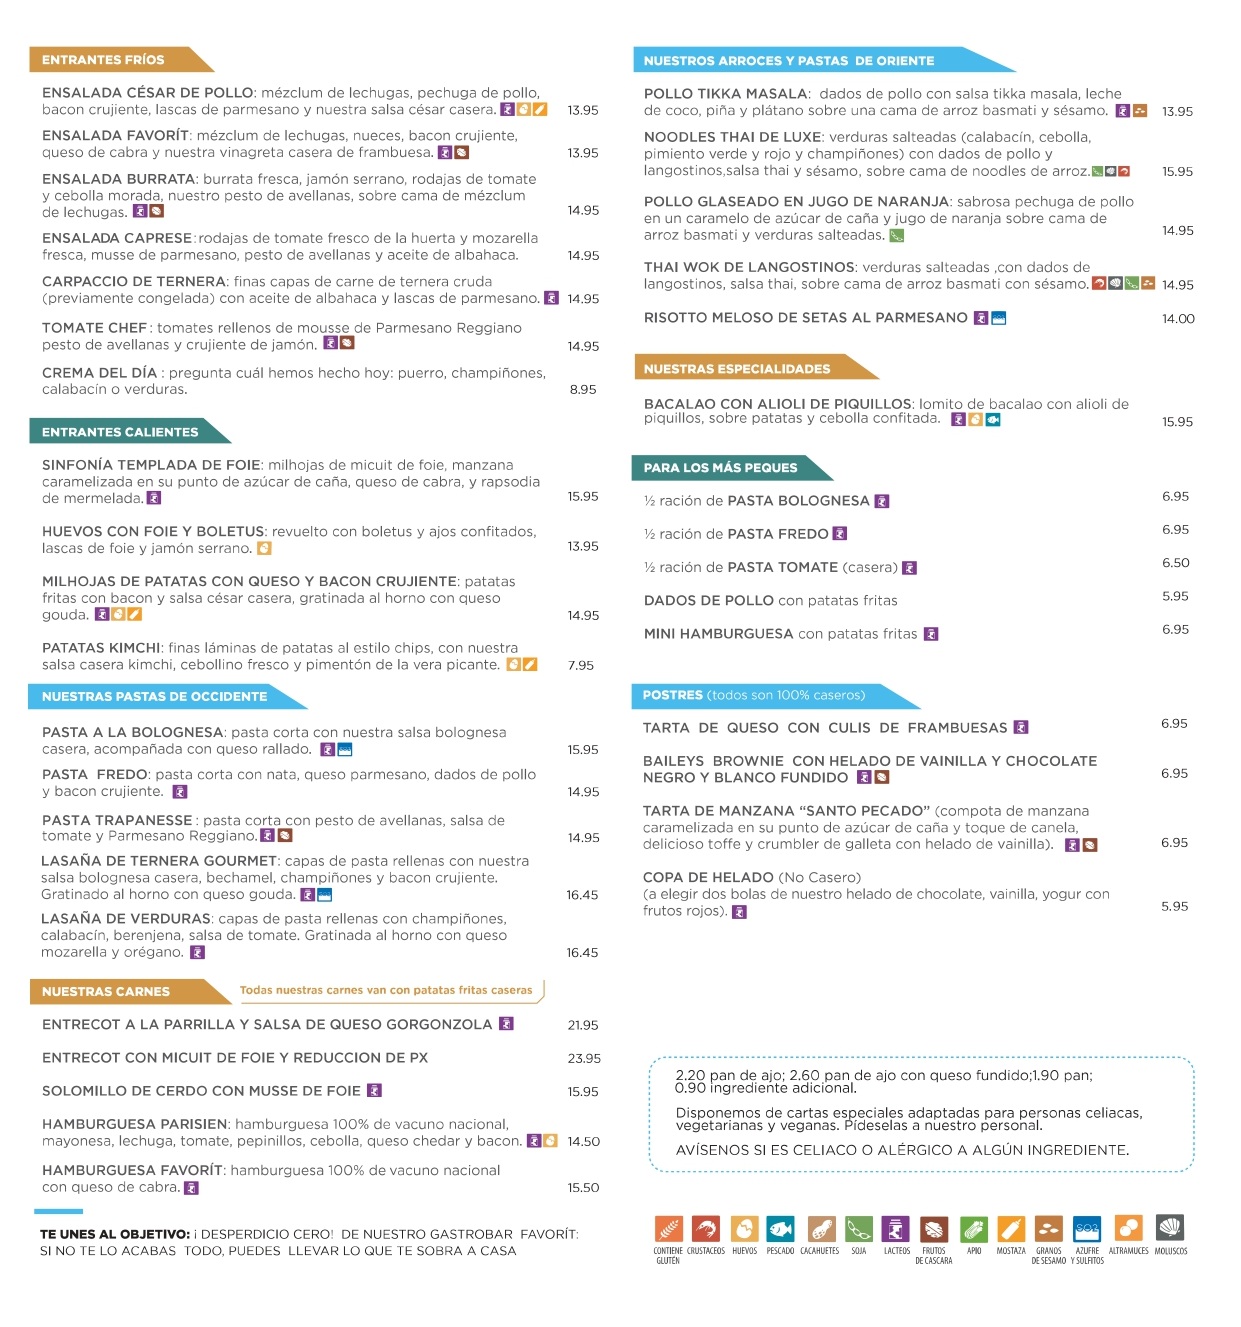 ENTRANTES FRÍOS
ENSALADA CÉSAR DE POLLO: mézclum de lechugas, pechuga de pollo,
bacon crujiente, lascas de parmesano y nuestra salsa césar casera. 13.95
ENSALADA FAVORÍT: mézclum de lechugas, nueces, bacon crujiente,
queso de cabra y nuestra vinagreta casera de frambuesa. 13.95
ENSALADA BURRATA: burrata fresca, jamón serrano, rodajas de tomate
y cebolla morada, nuestro pesto de avellanas, sobre cama de mézclum
de lechugas. 14.95
ENSALADA CAPRESE: rodajas de tomate fresco de la huerta y mozarella
fresca, musse de parmesano, pesto de avellanas y aceite de albahaca. 14.95
CARPACCIO DE TERNERA: finas capas de carne de ternera cruda
(previamente congelada) con aceite de albahaca y lascas de parmesano. 14.95
TOMATE CHEF: tomates rellenos de mousse de Parmesano Reggiano
pesto de avellanas y crujiente de jamón. 14.95
CREMA DEL DÍA : pregunta cuál hemos hecho hoy: puerro, champiñones,
calabacín o verduras. 8.95
ENTRANTES CALIENTES
SINFONÍA TEMPLADA DE FOIE: milhojas de micuit de foie, manzana
caramelizada en su punto de azúcar de caña, queso de cabra, y rapsodia
de mermelada. 15.95
HUEVOS CON FOIE Y BOLETUS: revuelto con boletus y ajos confitados,
lascas de foie y jamón serrano. 13.95
MILHOJAS DE PATATAS CON QUESO Y BACON CRUJIENTE: patatas
fritas con bacon y salsa césar casera, gratinada al horno con queso
gouda. 14.95
PATATAS KIMCHI: finas láminas de patatas al estilo chips, con nuestra
salsa casera kimchi, cebollino fresco y pimentón de la vera picante. 7.95
NUESTRAS PASTAS DE OCCIDENTE
PASTA A LA BOLOGNESA: pasta corta con nuestra salsa bolognesa
casera, acompañada con queso rallado. 15.95
PASTA FREDO: pasta corta con nata, queso parmesano, dados de pollo
y bacon crujiente. 14.95
PASTA TRAPANESSE : pasta corta con pesto de avellanas, salsa de
tomate y Parmesano Reggiano. 14.95
LASAÑA DE TERNERA GOURMET: capas de pasta rellenas con nuestra
salsa bolognesa casera, bechamel, champiñones y bacon crujiente.
Gratinado al horno con queso gouda. 16.45
LASAÑA DE VERDURAS: capas de pasta rellenas con champiñones,
calabacín, berenjena, salsa de tomate. Gratinada al horno con queso
mozarella y orégano. 16.45
NUESTRAS CARNES Todas nuestras carnes van con patatas fritas caseras
ENTRECOT A LA PARRILLA Y SALSA DE QUESO GORGONZOLA 21.95
ENTRECOT CON MICUIT DE FOIE Y REDUCCION DE PX 23.95
SOLOMILLO DE CERDO CON MUSSE DE FOIE 15.95
HAMBURGUESA PARISIEN: hamburguesa 100% de vacuno nacional,
mayonesa, lechuga, tomate, pepinillos, cebolla, queso chedar y bacon. 14.50
HAMBURGUESA FAVORÍT: hamburguesa 100% de vacuno nacional
con queso de cabra. 15.50
TE UNES AL OBJETIVO: ¡ DESPERDICIO CERO! DE NUESTRO GASTROBAR FAVORÍT:
SI NO TE LO ACABAS TODO, PUEDES LLEVAR LO QUE TE SOBRA A CASA
NUESTROS ARROCES Y PASTAS DE ORIENTE
POLLO TIKKA MASALA: dados de pollo con salsa tikka masala, leche
de coco, piña y plátano sobre una cama de arroz basmati y sésamo. 13.95
NOODLES THAI DE LUXE: verduras salteadas (calabacín, cebolla,
pimiento verde y rojo y champiñones) con dados de pollo y
langostinos,salsa thai y sésamo, sobre cama de noodles de arroz. 15.95
POLLO GLASEADO EN JUGO DE NARANJA: sabrosa pechuga de pollo
en un caramelo de azúcar de caña y jugo de naranja sobre cama de
arroz basmati y verduras salteadas. 14.95
THAI WOK DE LANGOSTINOS: verduras salteadas ,con dados de
langostinos, salsa thai, sobre cama de arroz basmati con sésamo. 14.95
RISOTTO MELOSO DE SETAS AL PARMESANO 14.00
NUESTRAS ESPECIALIDADES
BACALAO CON ALIOLI DE PIQUILLOS: lomito de bacalao con alioli de
piquillos, sobre patatas y cebolla confitada. 15.95
PARA LOS MÁS PEQUES
½ ración de PASTA BOLOGNESA 6.95
½ ración de PASTA FREDO 6.95
½ ración de PASTA TOMATE (casera) 6.50
DADOS DE POLLO con patatas fritas 5.95
MINI HAMBURGUESA con patatas fritas 6.95
POSTRES (todos son 100% caseros)
TARTA DE QUESO CON CULIS DE FRAMBUESAS 6.95
BAILEYS BROWNIE CON HELADO DE VAINILLA Y CHOCOLATE
NEGRO Y BLANCO FUNDIDO 6.95
TARTA DE MANZANA “SANTO PECADO” (compota de manzana
caramelizada en su punto de azúcar de caña y toque de canela,
delicioso toffe y crumbler de galleta con helado de vainilla). 6.95
COPA DE HELADO (No Casero)
(a elegir dos bolas de nuestro helado de chocolate, vainilla, yogur con
frutos rojos). 5.95
2.20 pan de ajo; 2.60 pan de ajo con queso fundido;1.90 pan;
0.90 ingrediente adicional.
Disponemos de cartas especiales adaptadas para personas celiacas,
vegetarianas y veganas. Pídeselas a nuestro personal.
AVÍSENOS SI ES CELIACO O ALÉRGICO A ALGÚN INGREDIENTE.
SO2
CONTIENE GLUTÉN CRUSTACEOS HUEVOS PESCADO CACAHUETES SOJA LACTEOS FRUTOS DE CASCARA APIO MOSTAZA GRANOS DE SESAMO AZUFRE Y SULFITOS ALTRAMUCES MOLUSCOS